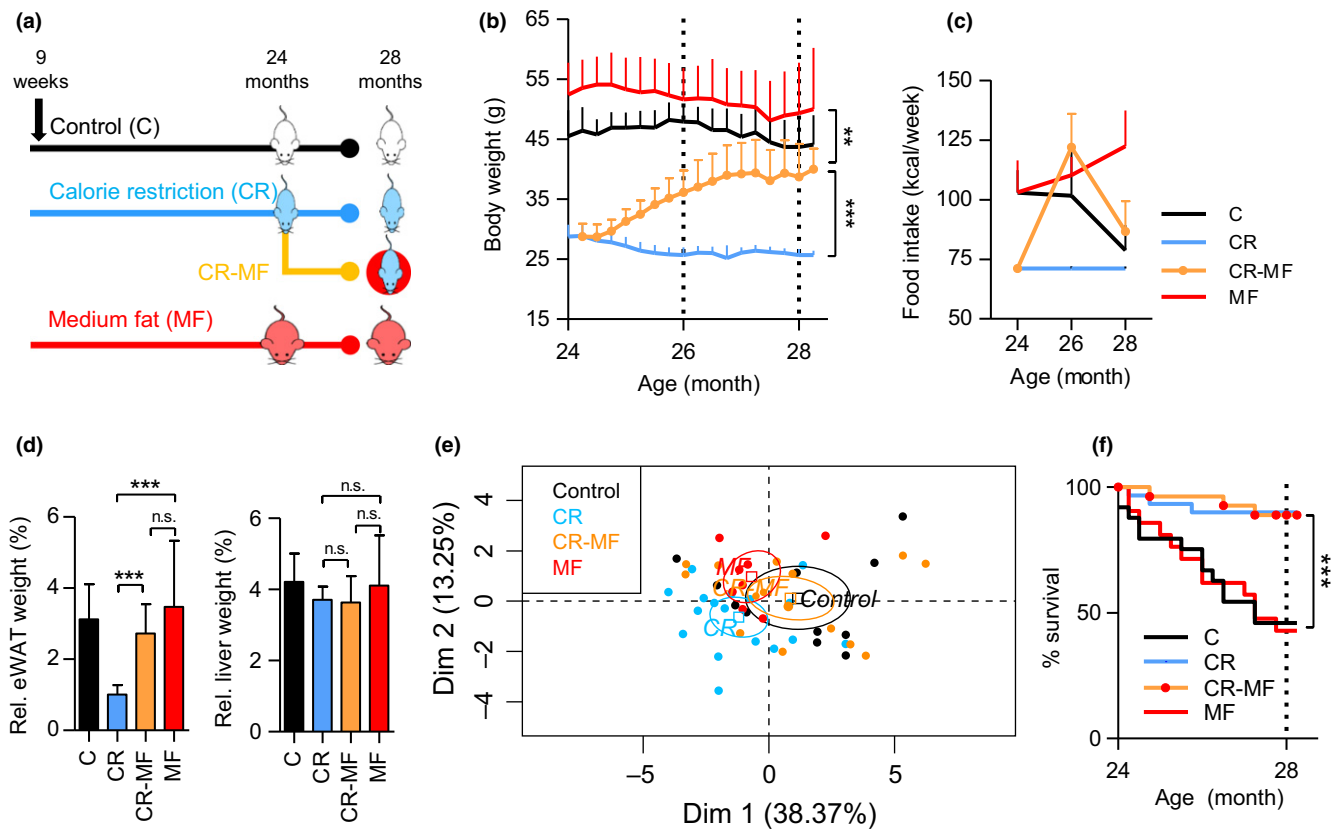 (a)
9
weeks
24
months
28
months
Control (C)
Calorie restriction (CR)
CR-MF
Medium fat (MF)
(b)
Body weight (g)
65
55
45
35
25
15
24
26
28
Age (month)
**
***
(c)
Food intake (kcal/week)
150
125
100
75
50
24
26
28
Age (month)
C
CR
CR-MF
MF
(d)
Rel. eWAT weight (%)
6
4
2
0
***
n.s.
***
C
CR
CR-MF
MF
Rel. liver weight (%)
6
4
2
0
n.s.
n.s.
n.s.
C
CR
CR-MF
MF
(e)
Control
CR
CR-MF
MF
Dim 2 (13.25%)
4
2
0
−2
−4
MF
CR-MF
Control
CR
−5
0
5
Dim 1 (38.37%)
(f)
% survival
100
50
0
***
C
CR
CR-MF
MF
24
28
Age (month)